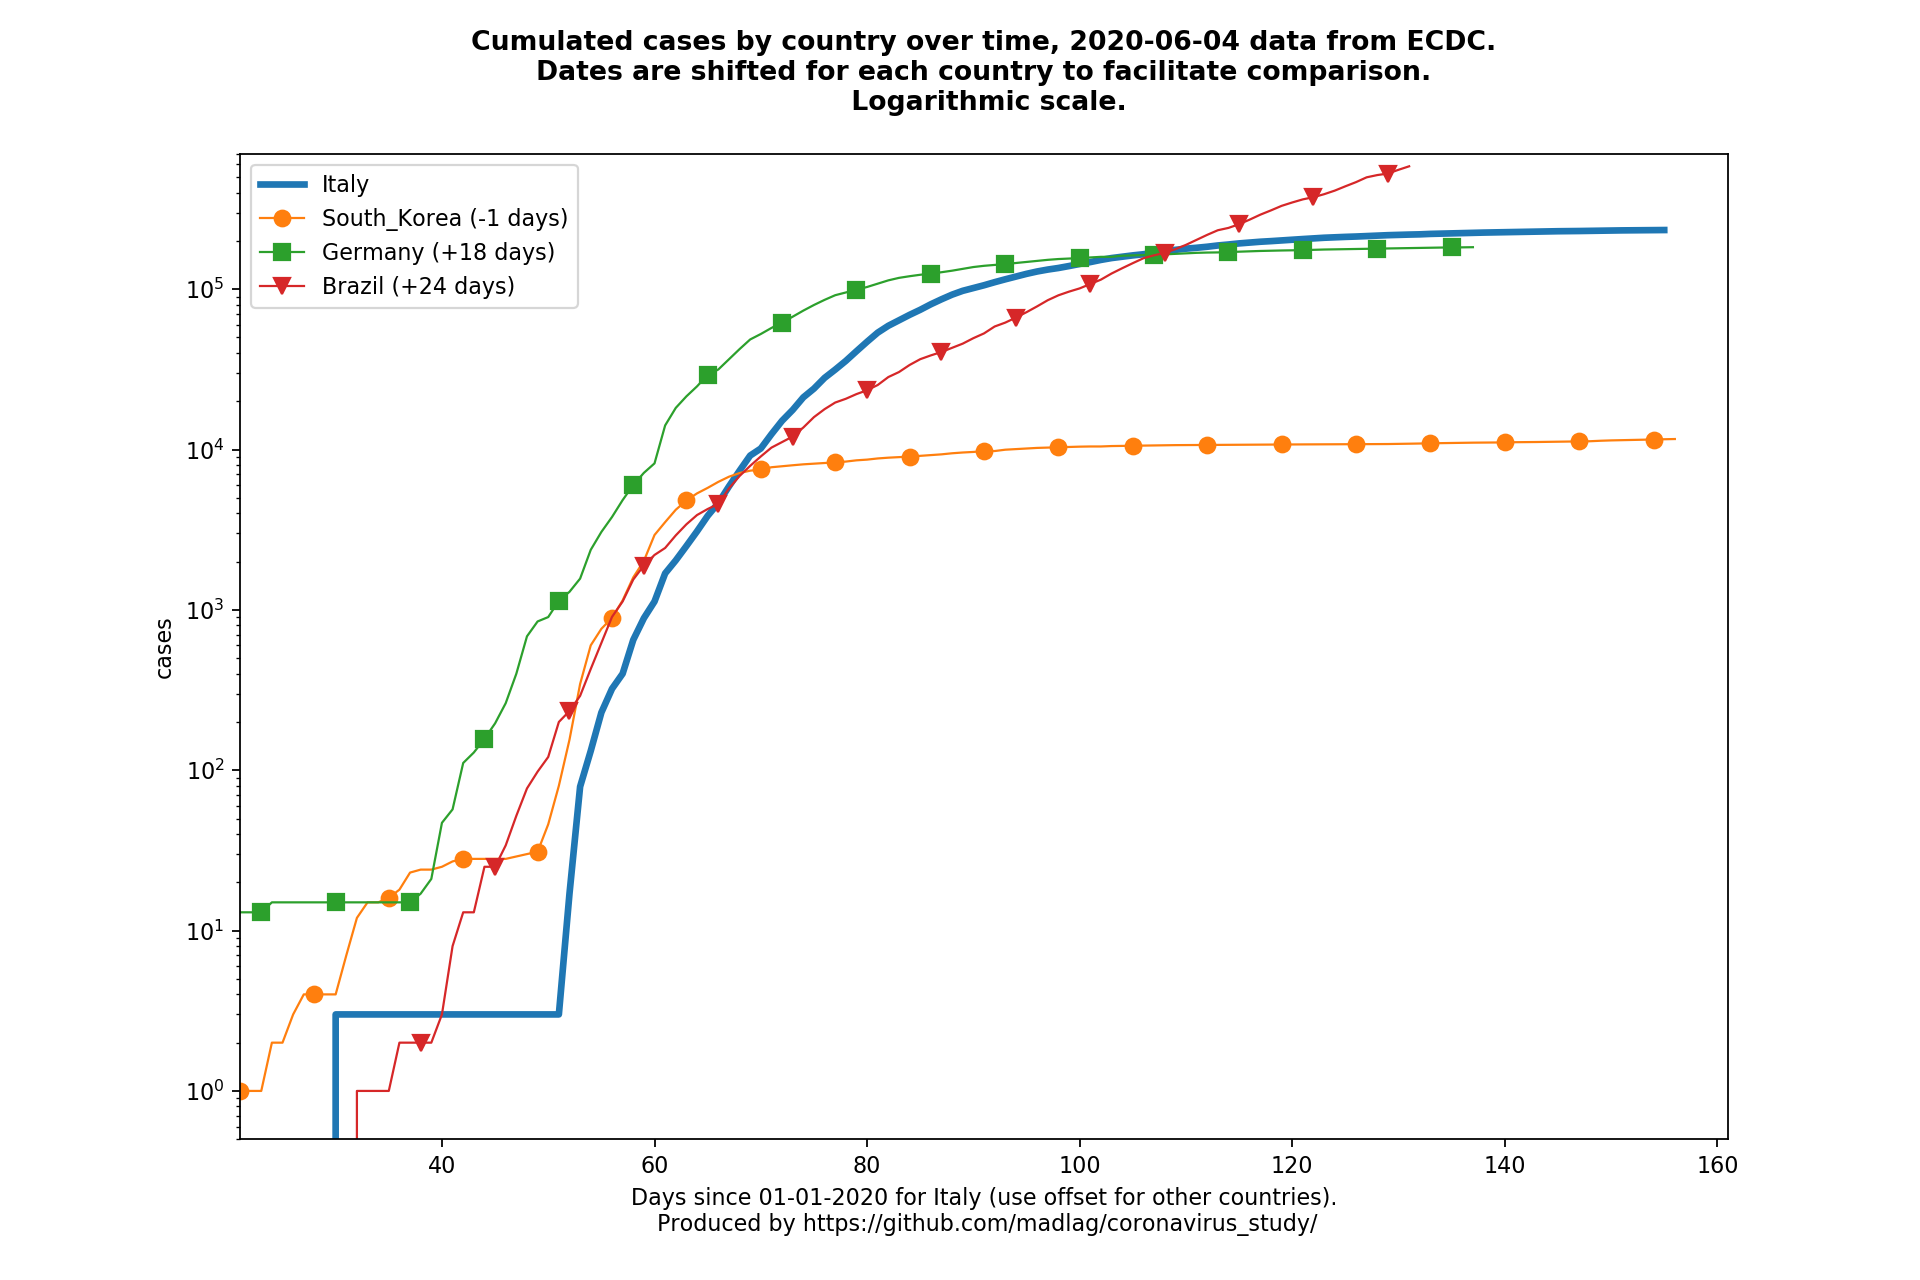 Cumulated cases by country over time, 2020-06-04 data from ECDC.
Dates are shifted for each country to facilitate comparison.
Logarithmic scale.
Italy
South_Korea (-1 days)
Germany (+18 days)
Brazil (+24 days)
10^5
10^4
10^3
10^2
10^1
10^0
cases
40 60 80 100 120 140 160
Days since 01-01-2020 for Italy (use offset for other countries).
Produced by https://github.com/madlag/coronavirus_study/